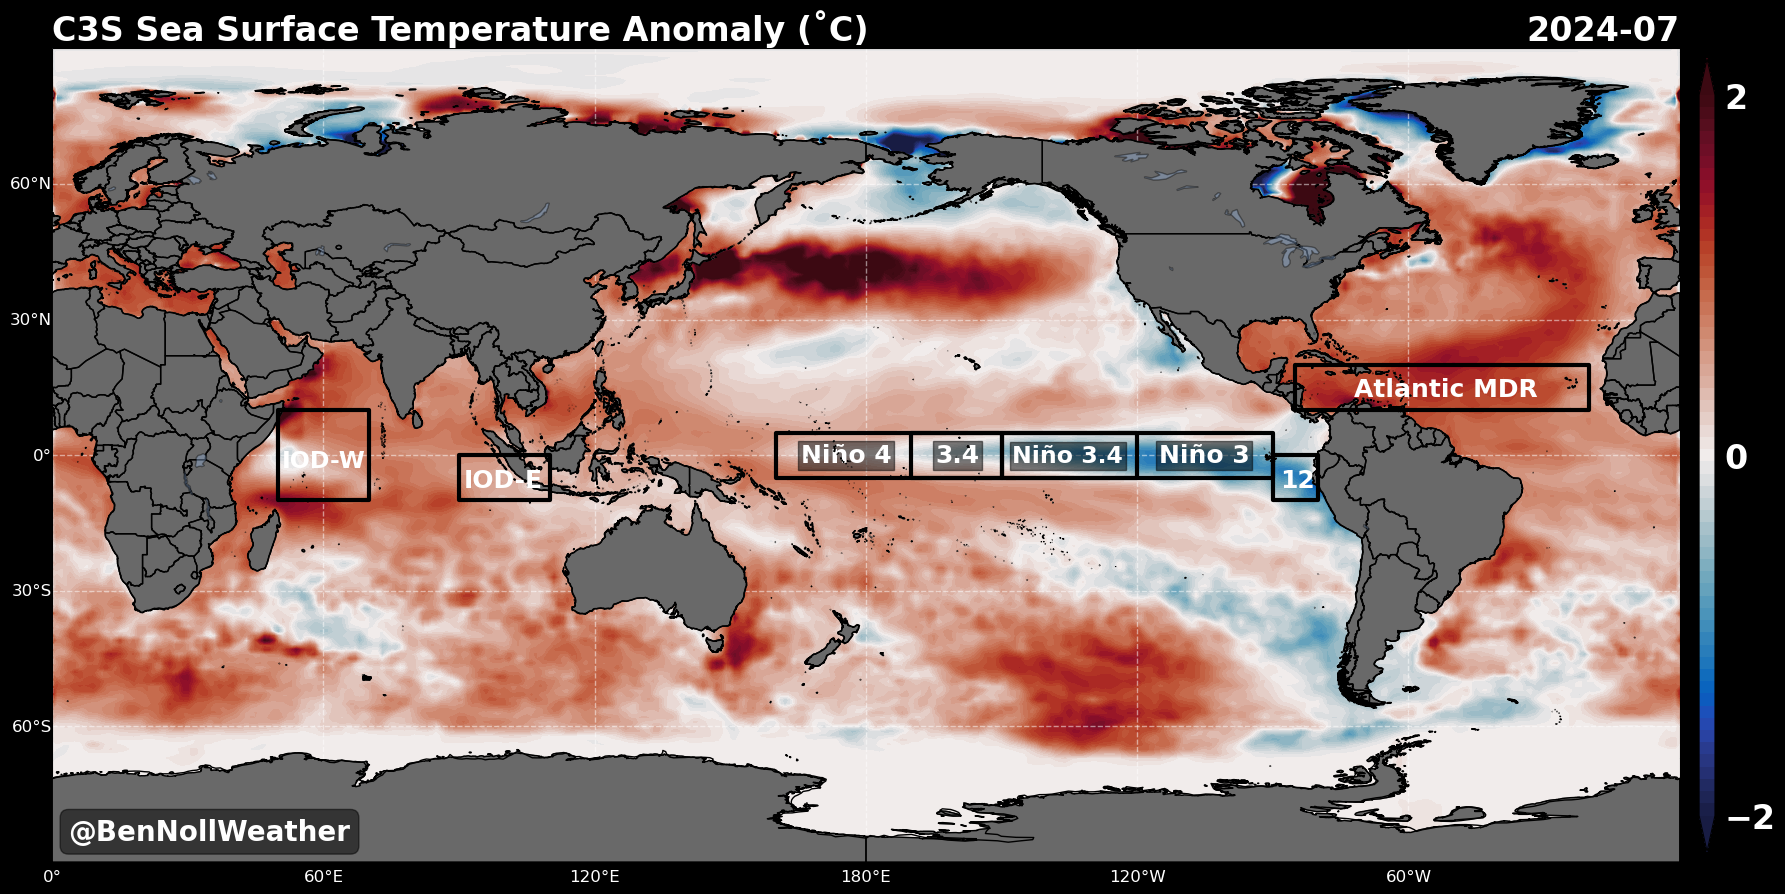 C3S Sea Surface Temperature Anomaly (˚C)
2024-07
2
0
−2
60°N
30°N
0°
30°S
60°S
IOD-W
IOD-E
Niño 4
3.4
Niño 3.4
Niño 3
12
Atlantic MDR
@BenNollWeather
0°
60°E
120°E
180°E
120°W
60°W